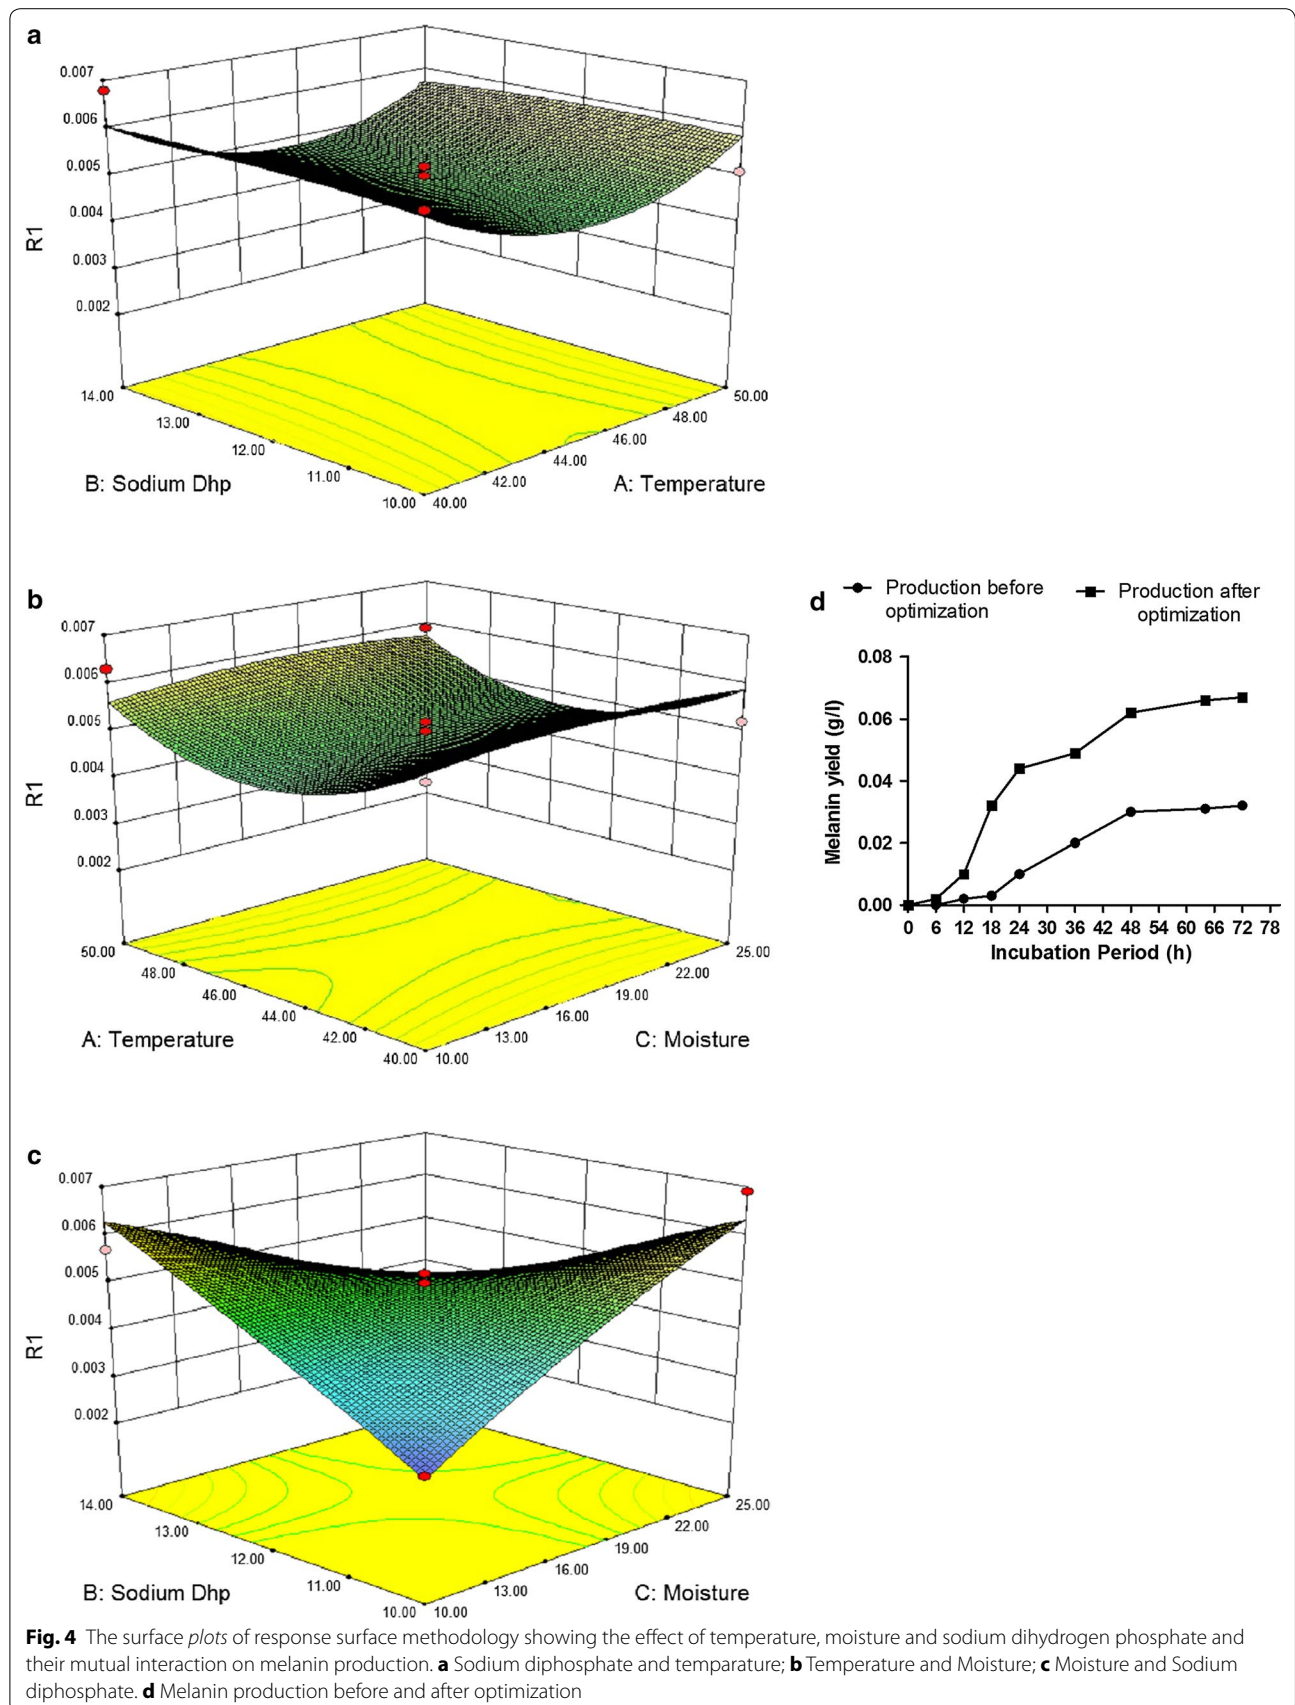 a
0.007
0.006
0.005
0.004
0.003
0.002
R1
14.00
13.00
12.00
11.00
10.00
40.00
42.00
44.00
46.00
48.00
50.00
B: Sodium Dhp
A: Temperature
b
0.007
0.006
0.005
0.004
0.003
0.002
R1
50.00
48.00
46.00
44.00
42.00
40.00
10.00
13.00
16.00
19.00
22.00
25.00
A: Temperature
C: Moisture
d
Production before
optimization
Production after
optimization
0.08
0.06
0.04
0.02
0.00
Melanin yield (g/l)
0 6 12 18 24 30 36 42 48 54 60 66 72 78
Incubation Period (h)
c
0.007
0.006
0.005
0.004
0.003
0.002
R1
14.00
13.00
12.00
11.00
10.00
10.00
13.00
16.00
19.00
22.00
25.00
B: Sodium Dhp
C: Moisture
Fig. 4 The surface plots of response surface methodology showing the effect of temperature, moisture and sodium dihydrogen phosphate and
their mutual interaction on melanin production. a Sodium diphosphate and temparature; b Temperature and Moisture; c Moisture and Sodium
diphosphate. d Melanin production before and after optimization